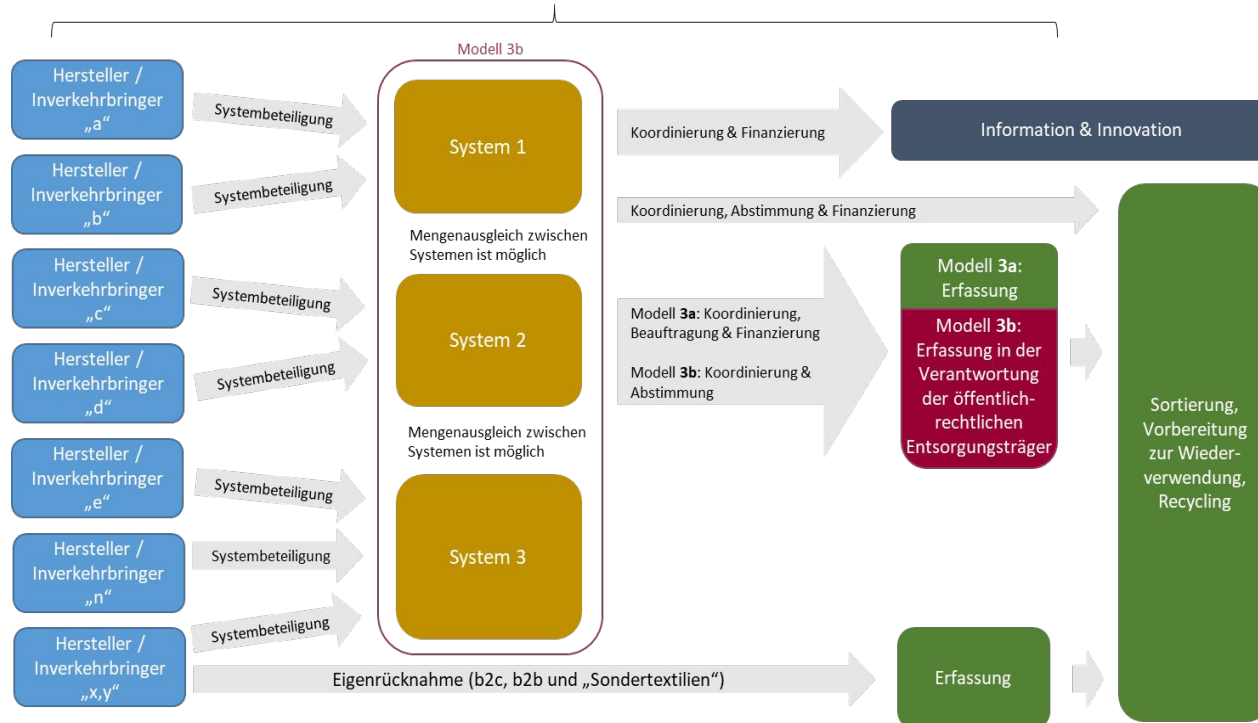 Modell 3b
Hersteller /
Inverkehrbringer
„a“
Hersteller /
Inverkehrbringer
„b“
Hersteller /
Inverkehrbringer
„c“
Hersteller /
Inverkehrbringer
„d“
Hersteller /
Inverkehrbringer
„e“
Hersteller /
Inverkehrbringer
„n“
Hersteller /
Inverkehrbringer
„x,y“
Systembeteiligung
Systembeteiligung
Systembeteiligung
Systembeteiligung
Systembeteiligung
Systembeteiligung
Systembeteiligung
System 1
Mengenausgleich zwischen
Systemen ist möglich
System 2
Mengenausgleich zwischen
Systemen ist möglich
System 3
Koordinierung & Finanzierung
Information & Innovation
Koordinierung, Abstimmung & Finanzierung
Modell 3a: Koordinierung,
Beauftragung & Finanzierung
Modell 3b: Koordinierung &
Abstimmung
Modell 3a:
Erfassung
Modell 3b:
Erfassung in der
Verantwortung
der öffentlich-
rechtlichen
Entsorgungsträger
Sortierung,
Vorbereitung
zur Wieder-
verwendung,
Recycling
Eigenrücknahme (b2c, b2b und „Sondertextilien“)
Erfassung